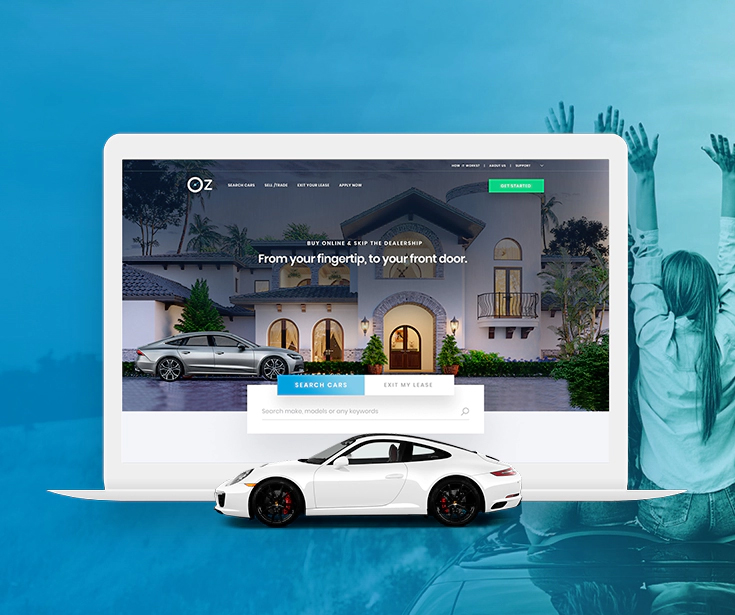 HOW IT WORKS? | ABOUT US | SUPPORT
OZ
SEARCH CARS SELL /TRADE EXIT YOUR LEASE APPLY NOW
GET STARTED
BUY ONLINE & SKIP THE DEALERSHIP
From your fingertip, to your front door.
SEARCH CARS EXIT MY LEASE
Search make, models or any keywords